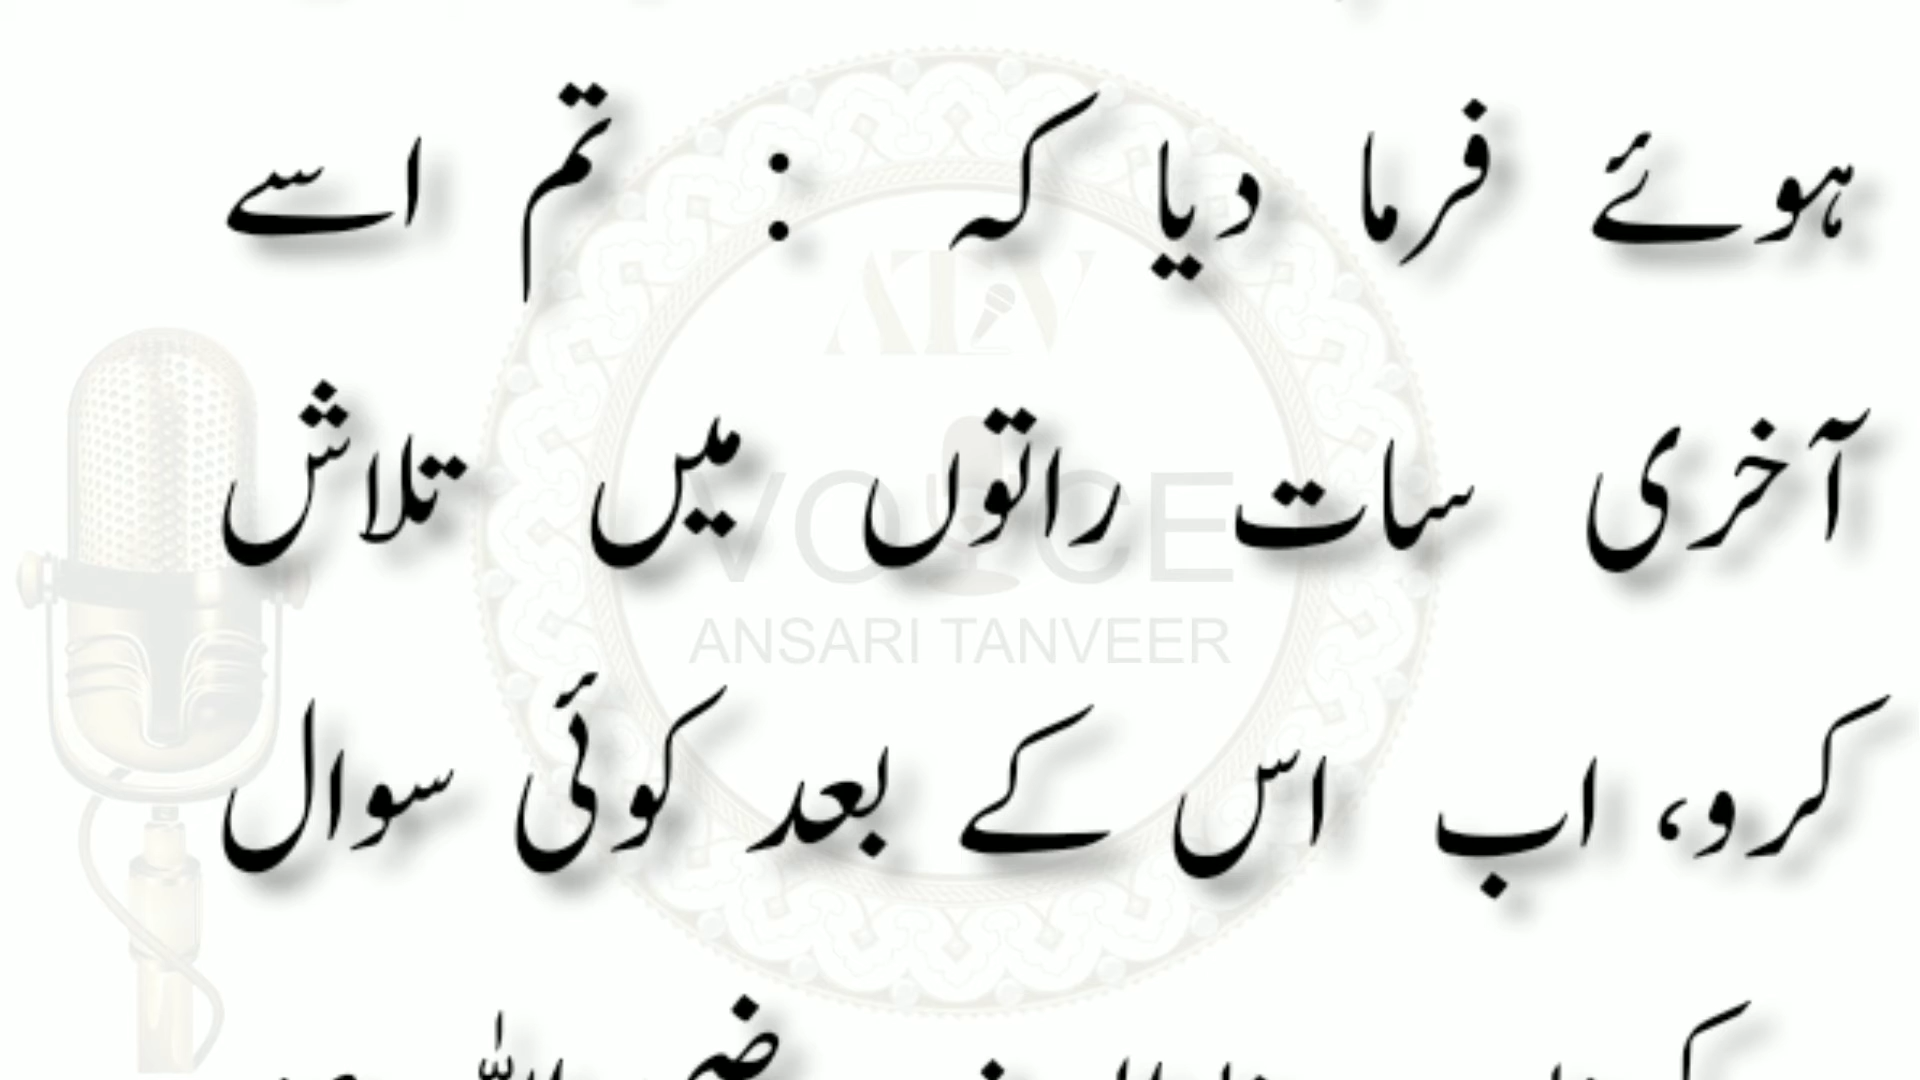 ہوئے فرما دیا کہ : تم اسے
آخری سات راتوں میں تلاش
کرو، اب اس کے بعد کوئی سوال
ATV
VOICE
ANSARI TANVEER